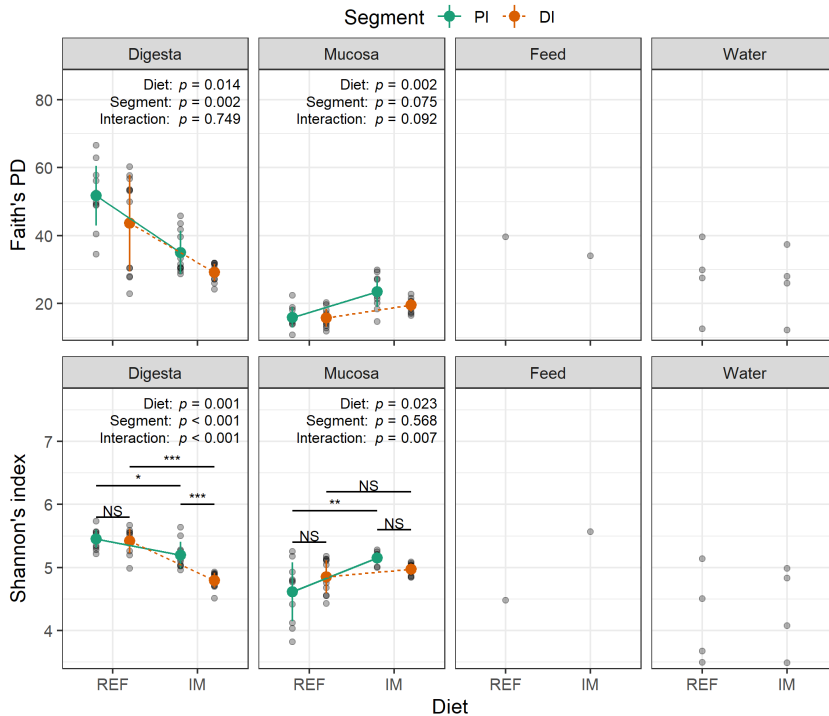 Segment PI DI
Digesta Mucosa Feed Water
Diet: p = 0.014
Segment: p = 0.002
Interaction: p = 0.749
Diet: p = 0.002
Segment: p = 0.075
Interaction: p = 0.092
80
60
40
20
Faith's PD
Digesta Mucosa Feed Water
Diet: p = 0.001
Segment: p < 0.001
Interaction: p < 0.001
***
*
***
NS
Diet: p = 0.023
Segment: p = 0.568
Interaction: p = 0.007
NS
**
NS
NS
7
6
5
4
Shannon's index
REF IM REF IM REF IM REF IM
Diet